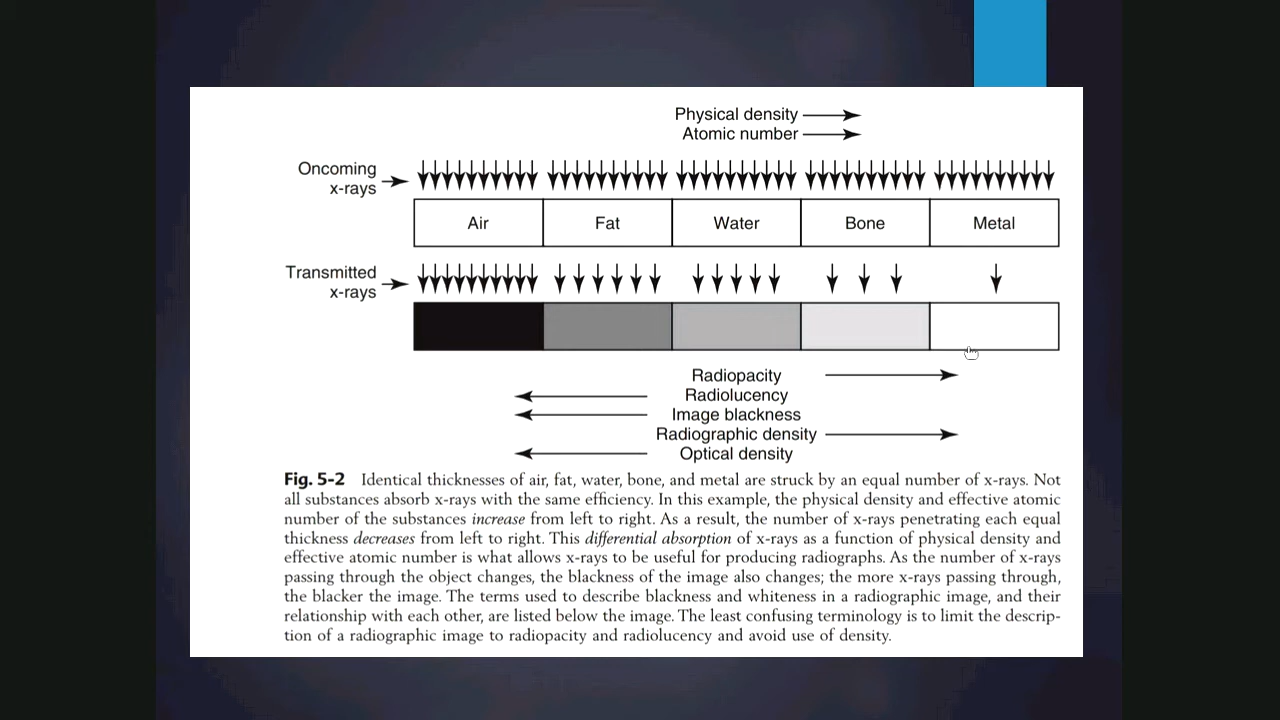 Physical density
Atomic number
Oncoming
x-rays
Air
Fat
Water
Bone
Metal
Transmitted
x-rays
Radiopacity
Radiolucency
Image blackness
Radiographic density
Optical density
Fig. 5-2 Identical thicknesses of air, fat, water, bone, and metal are struck by an equal number of x-rays. Not
all substances absorb x-rays with the same efficiency. In this example, the physical density and effective atomic
number of the substances increase from left to right. As a result, the number of x-rays penetrating each equal
thickness decreases from left to right. This differential absorption of x-rays as a function of physical density and
effective atomic number is what allows x-rays to be useful for producing radiographs. As the number of x-rays
passing through the object changes, the blackness of the image also changes; the more x-rays passing through,
the blacker the image. The terms used to describe blackness and whiteness in a radiographic image, and their
relationship with each other, are listed below the image. The least confusing terminology is to limit the descrip-
tion of a radiographic image to radiopacity and radiolucency and avoid use of density.